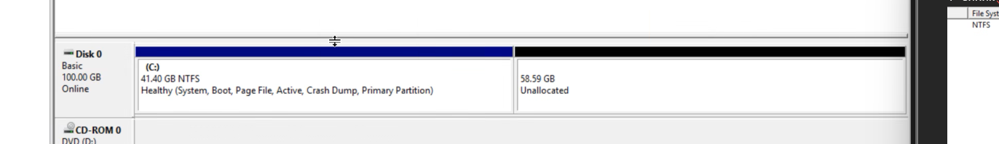 File Syst
NTFS
Disk 0
Basic
100.00 GB
Online
(C:)
41.40 GB NTFS
Healthy (System, Boot, Page File, Active, Crash Dump, Primary Partition)
58.59 GB
Unallocated
CD-ROM 0
DVD (D:)